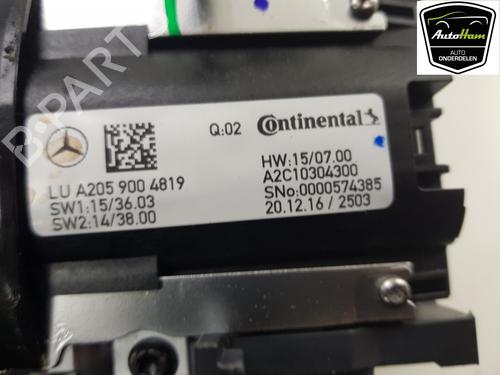 AutoHam
AUTO
ONDERDELEN
B-PART
Q:02 Continental
HW:15/07.00
LU A205 900 4819 A2C10304300
SW1:15/36.03 SNo:0000574385
SW2:14/38.00 20.12.16 / 2503